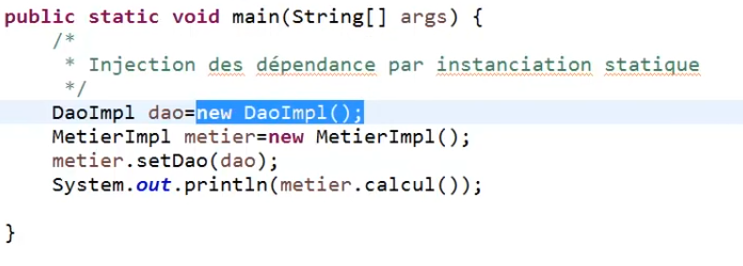 public static void main(String[] args) {
/*
* Injection des dépendance par instanciation statique
*/
DaoImpl dao=new DaoImpl();
MetierImpl metier=new MetierImpl();
metier.setDao(dao);
System.out.println(metier.calcul());
}